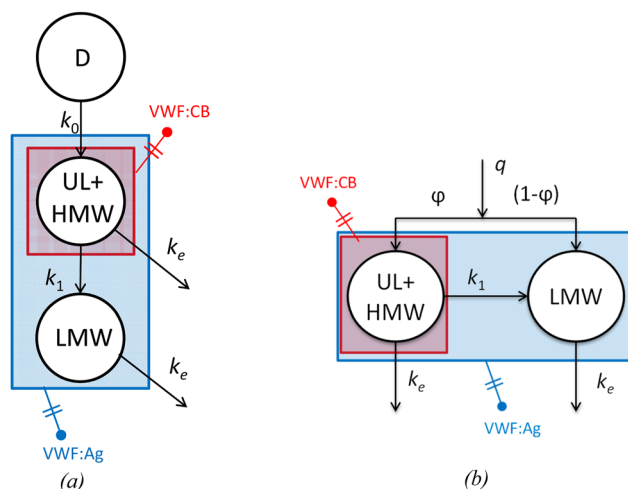 D
VWF:CB
k0
UL+
HMW
ke
k1
LMW
ke
VWF:Ag
(a)
q
φ
(1-φ)
VWF:CB
UL+
HMW
k1
LMW
ke
ke
VWF:Ag
(b)